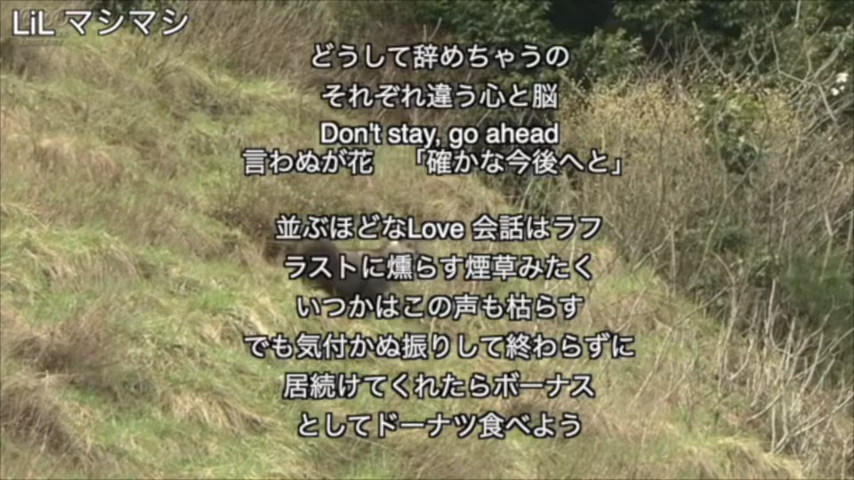 LiL マシマシ
どうして辞めちゃうの
それぞれ違う心と脳
Don't stay, go ahead
言わぬが花　「確かな今後へと」
並ぶほどなLove 会話はラフ
ラストに燻らす煙草みたく
いつかはこの声も枯らす
でも気付かぬ振りして終わらずに
居続けてくれたらボーナス
としてドーナツ食べよう